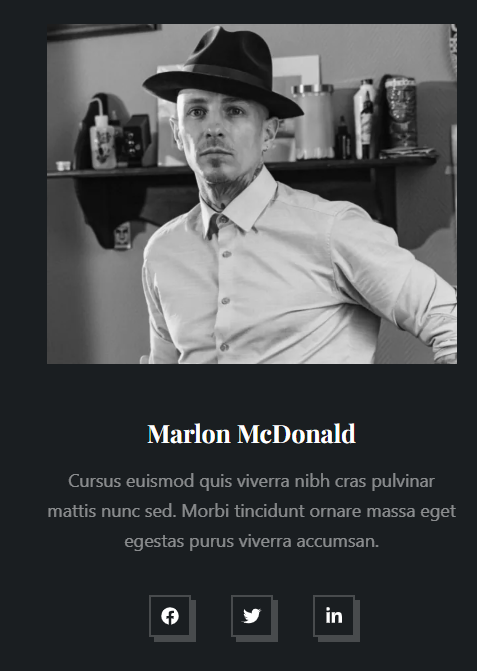 Marlon McDonald
Cursus euismod quis viverra nibh cras pulvinar
mattis nunc sed. Morbi tincidunt ornare massa eget
egestas purus viverra accumsan.